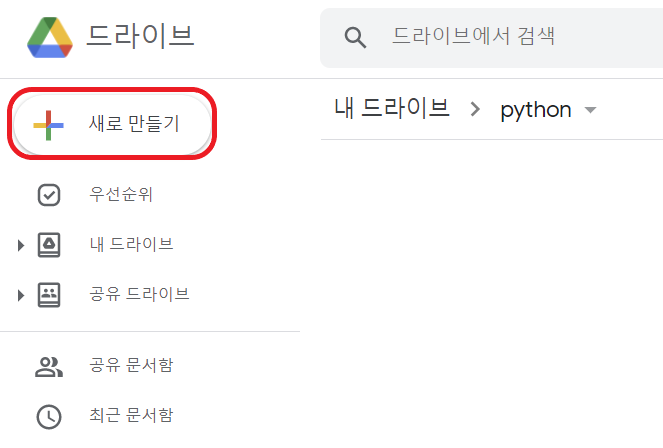 드라이브
드라이브에서 검색
새로 만들기
내 드라이브 > python
우선순위
내 드라이브
공유 드라이브
공유 문서함
최근 문서함